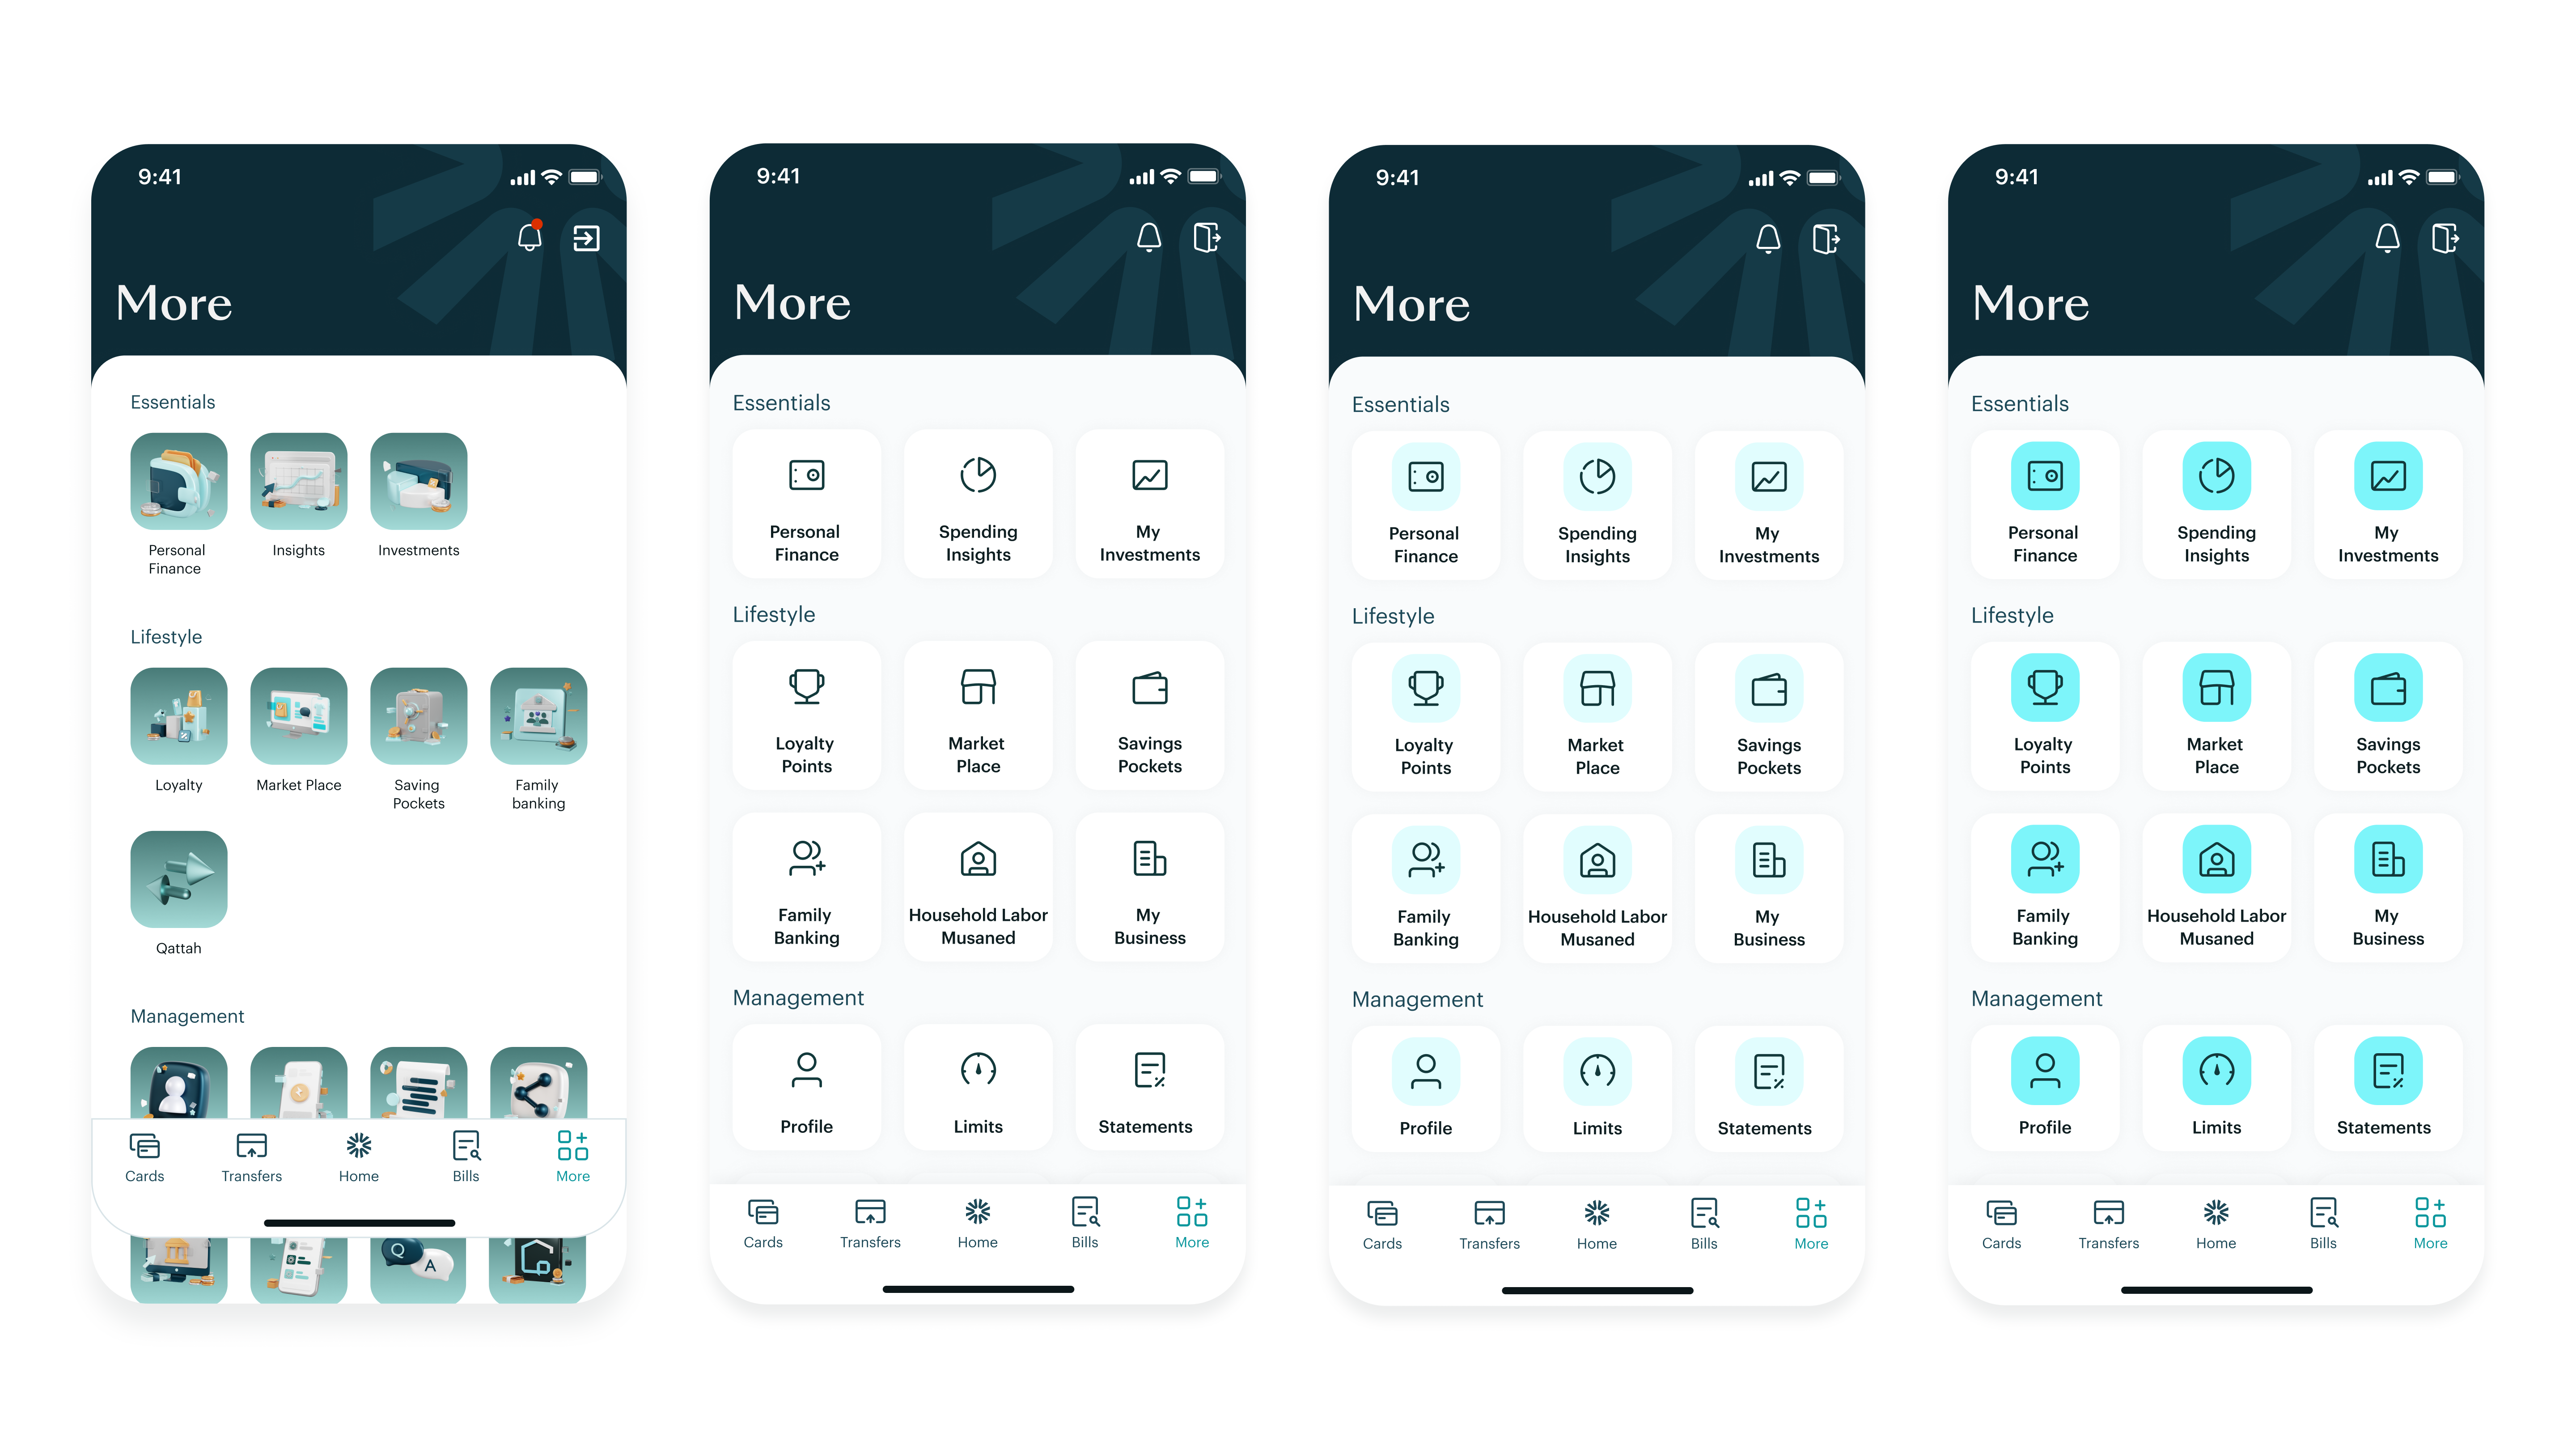 9:41
More
Essentials
Personal
Finance
Insights
Investments
Lifestyle
Loyalty
Market Place
Saving
Pockets
Family
banking
Qattah
Management
Cards
Transfers
Home
Bills
More
Q
A
9:41
More
Essentials
Personal
Finance
Spending
Insights
My
Investments
Lifestyle
Loyalty
Points
Market
Place
Savings
Pockets
Family
Banking
Household Labor
Musaned
My
Business
Management
Profile
Limits
Statements
Cards
Transfers
Home
Bills
More
9:41
More
Essentials
Personal
Finance
Spending
Insights
My
Investments
Lifestyle
Loyalty
Points
Market
Place
Savings
Pockets
Family
Banking
Household Labor
Musaned
My
Business
Management
Profile
Limits
Statements
Cards
Transfers
Home
Bills
More
9:41
More
Essentials
Personal
Finance
Spending
Insights
My
Investments
Lifestyle
Loyalty
Points
Market
Place
Savings
Pockets
Family
Banking
Household Labor
Musaned
My
Business
Management
Profile
Limits
Statements
Cards
Transfers
Home
Bills
More